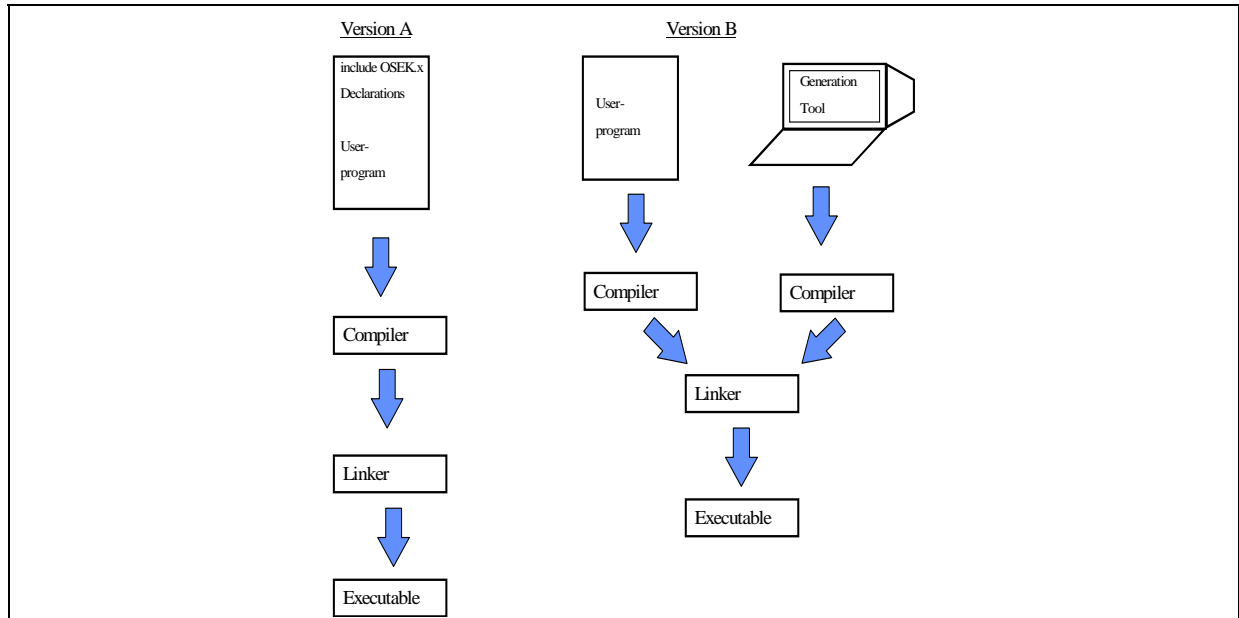 Version A
include OSEK.x
Declarations
User-
program
Compiler
Linker
Executable
Version B
User-
program
Generation
Tool
Compiler
Compiler
Linker
Executable